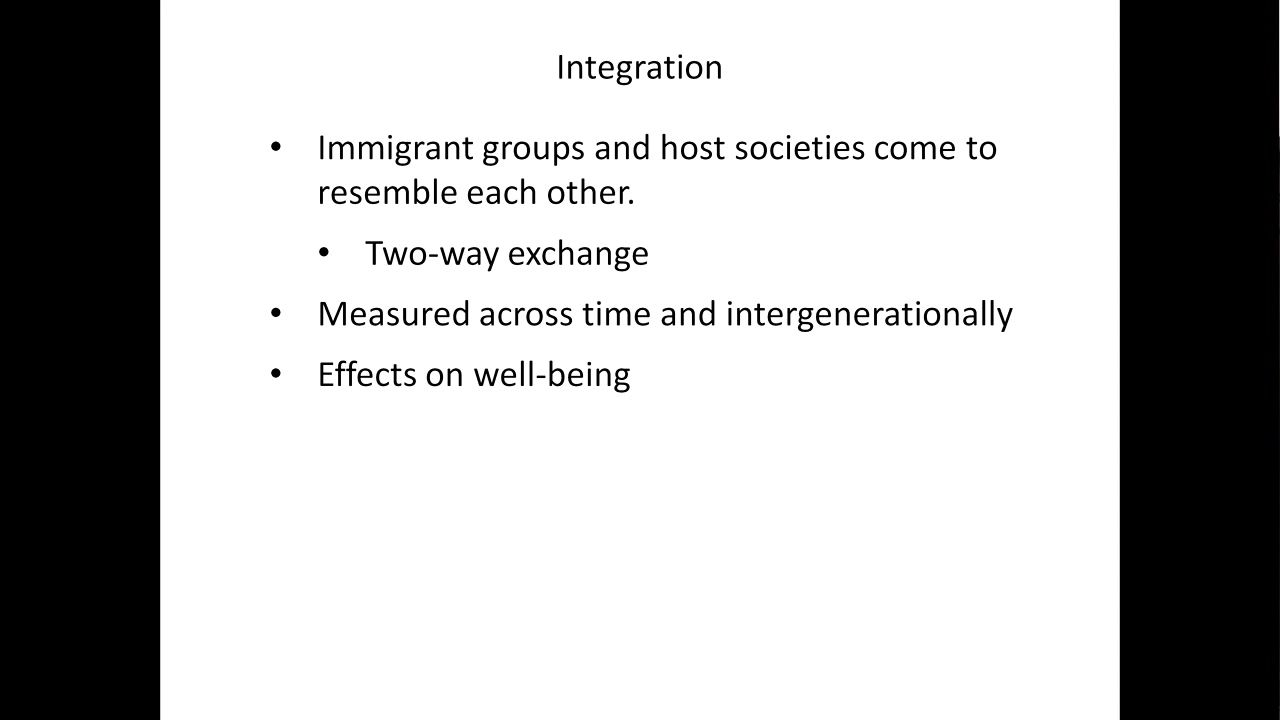 Integration
• Immigrant groups and host societies come to
resemble each other.
• Two-way exchange
• Measured across time and intergenerationally
• Effects on well-being